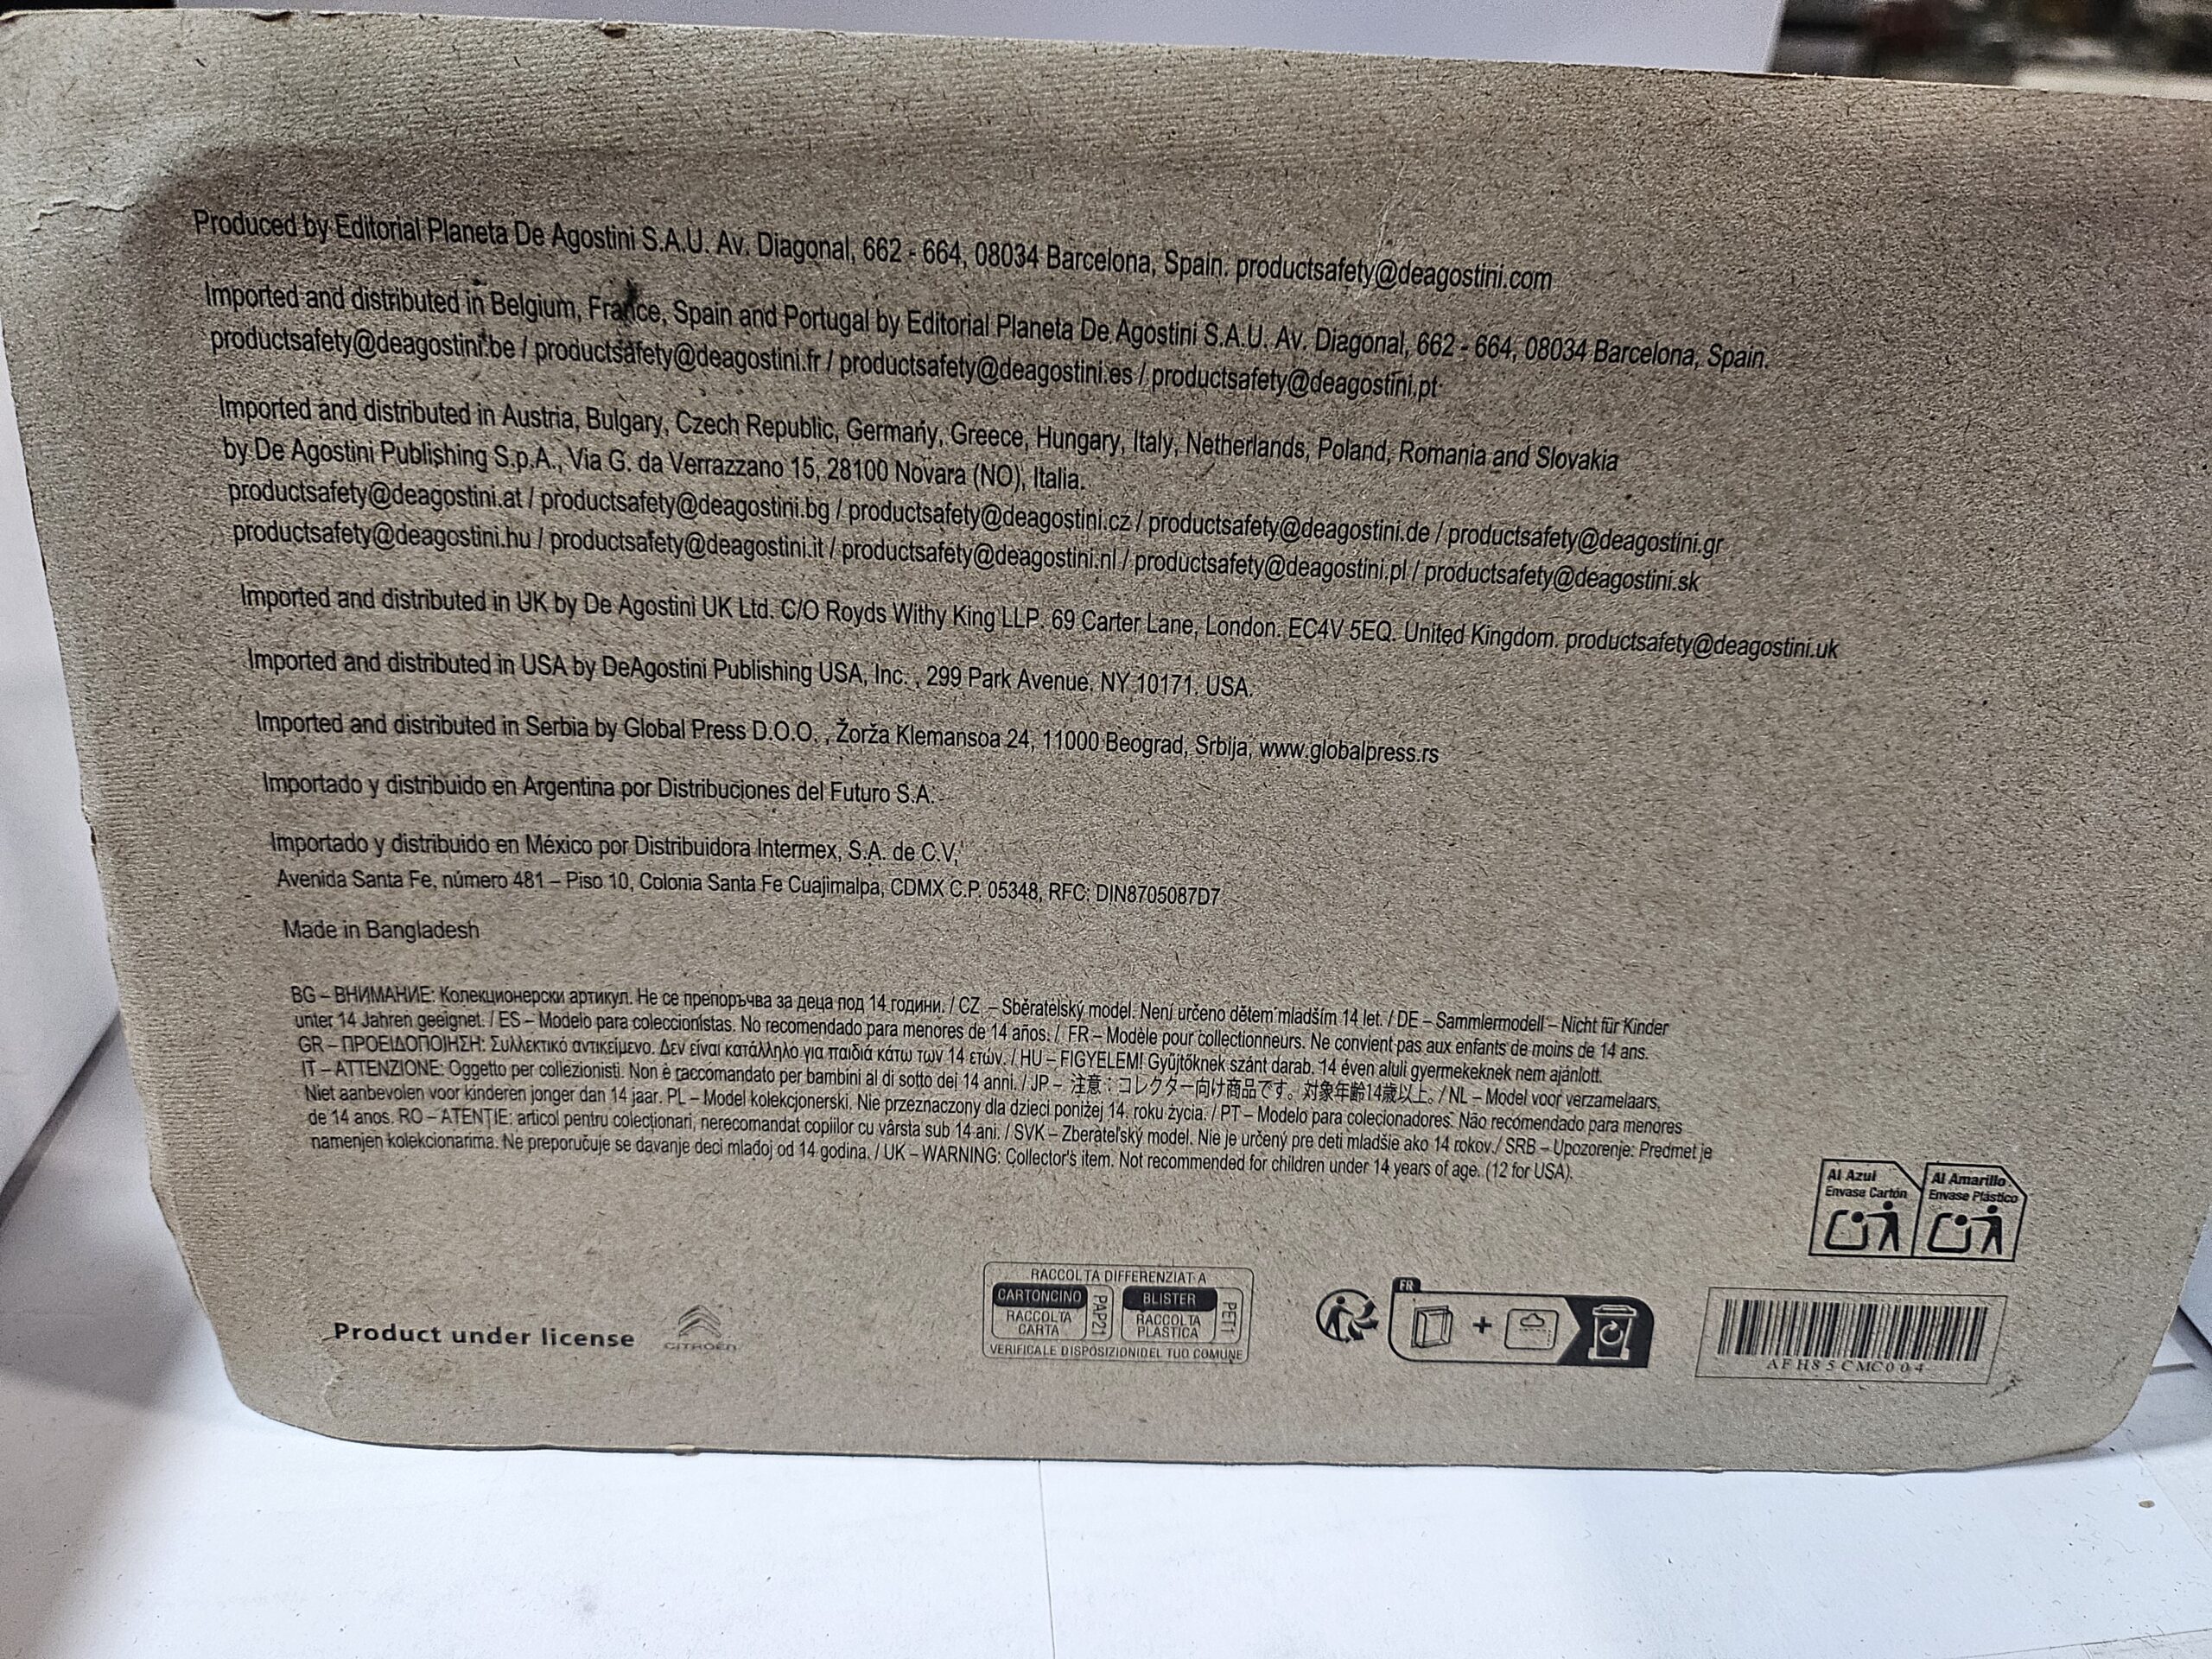 Produced by Editorial Planeta De Agostini S.A.U. Av. Diagonal, 662 - 664, 08034 Barcelona, Spain. productsafety@deagostini.com
Imported and distributed in Belgium, France, Spain and Portugal by Editorial Planeta De Agostini S.A.U. Av. Diagonal, 662 - 664, 08034 Barcelona, Spain.
productsafety@deagostini.be / productsafety@deagostini.fr / productsafety@deagostini.es / productsafety@deagostini.pt
Imported and distributed in Austria, Bulgary, Czech Republic, Germany, Greece, Hungary, Italy, Netherlands, Poland, Romania and Slovakia
by De Agostini Publishing S.p.A., Via G. da Verrazzano 15, 28100 Novara (NO), Italia.
productsafety@deagostini.at / productsafety@deagostini.bg / productsafety@deagostini.cz / productsafety@deagostini.de / productsafety@deagostini.gr
productsafety@deagostini.hu / productsafety@deagostini.it / productsafety@deagostini.nl / productsafety@deagostini.pl / productsafety@deagostini.sk
Imported and distributed in UK by De Agostini UK Ltd. C/O Royds Withy King LLP. 69 Carter Lane, London. EC4V 5EQ. United Kingdom. productsafety@deagostini.uk
Imported and distributed in USA by DeAgostini Publishing USA, Inc. , 299 Park Avenue, NY 10171. USA.
Imported and distributed in Serbia by Global Press D.O.O. , Žorža Klemansoa 24, 11000 Beograd, Srbija, www.globalpress.rs
Importado y distribuido en Argentina por Distribuciones del Futuro S.A.
Importado y distribuido en México por Distribuidora Intermex, S.A. de C.V,
Avenida Santa Fe, número 481 – Piso 10, Colonia Santa Fe Cuajimalpa, CDMX C.P. 05348, RFC: DIN8705087D7
Made in Bangladesh
BG – ВНИМАНИЕ: Колекционерски артикул. Не се препоръчва за деца под 14 години. / CZ – Sběratelský model. Není určeno dětem mladším 14 let. / DE – Sammlermodell – Nicht für Kinder
unter 14 Jahren geeignet. / ES – Modelo para coleccionistas. No recomendado para menores de 14 años. / FR – Modèle pour collectionneurs. Ne convient pas aux enfants de moins de 14 ans.
GR – ΠΡΟΕΙΔΟΠΟΙΗΣΗ: Συλλεκτικό αντικείμενο. Δεν είναι κατάλληλο για παιδιά κάτω των 14 ετών. / HU – FIGYELEM! Gyűjtőknek szánt darab. 14 éven aluli gyermekeknek nem ajánlott.
IT – ATTENZIONE: Oggetto per collezionisti. Non è raccomandato per bambini al di sotto dei 14 anni. / JP – 注意：コレクター向け商品です。対象年齢14歳以上。/ NL – Model voor verzamelaars.
Niet aanbevolen voor kinderen jonger dan 14 jaar. PL – Model kolekcjonerski. Nie przeznaczony dla dzieci poniżej 14. roku życia. / PT – Modelo para colecionadores. Não recomendado para menores
de 14 anos. RO – ATENȚIE: articol pentru colecționari, nerecomandat copiilor cu vârsta sub 14 ani. / SVK – Zberateľský model. Nie je určený pre deti mladšie ako 14 rokov. / SRB – Upozorenje: Predmet je
namenjen kolekcionarima. Ne preporučuje se davanje deci mlađoj od 14 godina. / UK – WARNING: Collector's item. Not recommended for children under 14 years of age. (12 for USA).
Al Azul
Envase Cartón
Al Amarillo
Envase Plástico
Product under license
CITROËN
RACCOLTA DIFFERENZIATA
CARTONCINO
RACCOLTA
CARTA
PAP21
BLISTER
RACCOLTA
PLASTICA
PET1
VERIFICA LE DISPOSIZIONI DEL TUO COMUNE
FR
+
AFH85CMC004